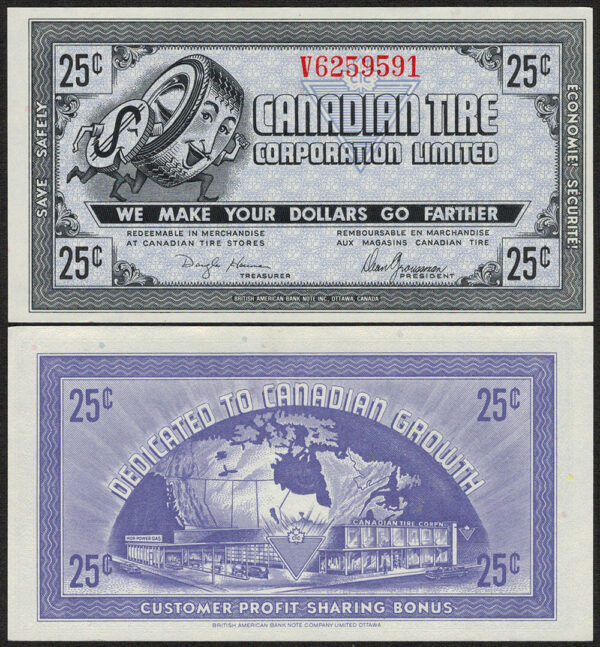 25¢ V6259591 25¢
SAVE SAFELY
$
CANADIAN TIRE
CORPORATION LIMITED
ÉCONOMIE! SÉCURITÉ!
WE MAKE YOUR DOLLARS GO FARTHER
REDEEMABLE IN MERCHANDISE
AT CANADIAN TIRE STORES
REMBOURSABLE EN MARCHANDISE
AUX MAGASINS CANADIAN TIRE
25¢ 25¢
TREASURER
PRESIDENT
BRITISH AMERICAN BANK NOTE INC. OTTAWA, CANADA
25¢ 25¢
DEDICATED TO CANADIAN GROWTH
MOR-POWER GAS
CANADIAN TIRE CORPN.
25¢ 25¢
CUSTOMER PROFIT SHARING BONUS
BRITISH AMERICAN BANK NOTE COMPANY LIMITED OTTAWA